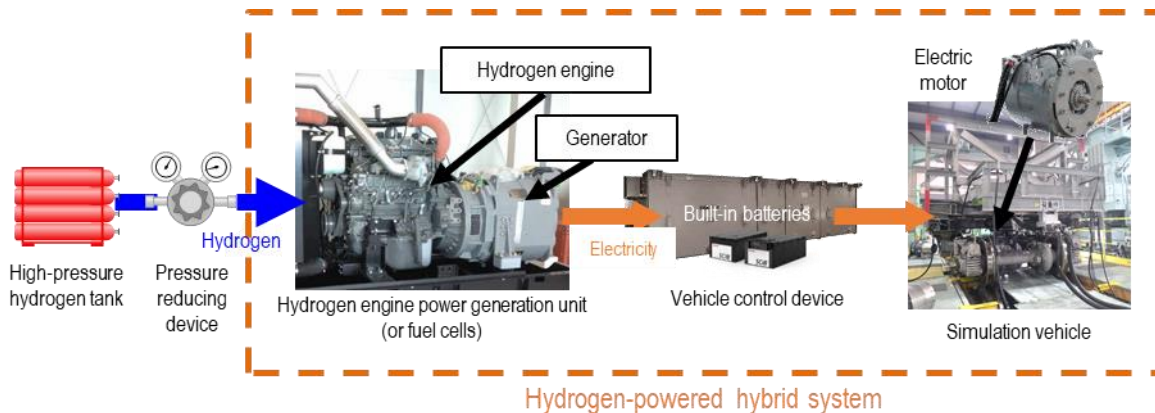 Hydrogen engine
Generator
Electric
motor
Hydrogen
Electricity
Built-in batteries
High-pressure
hydrogen tank
Pressure
reducing
device
Hydrogen engine power generation unit
(or fuel cells)
Vehicle control device
Simulation vehicle
Hydrogen-powered hybrid system